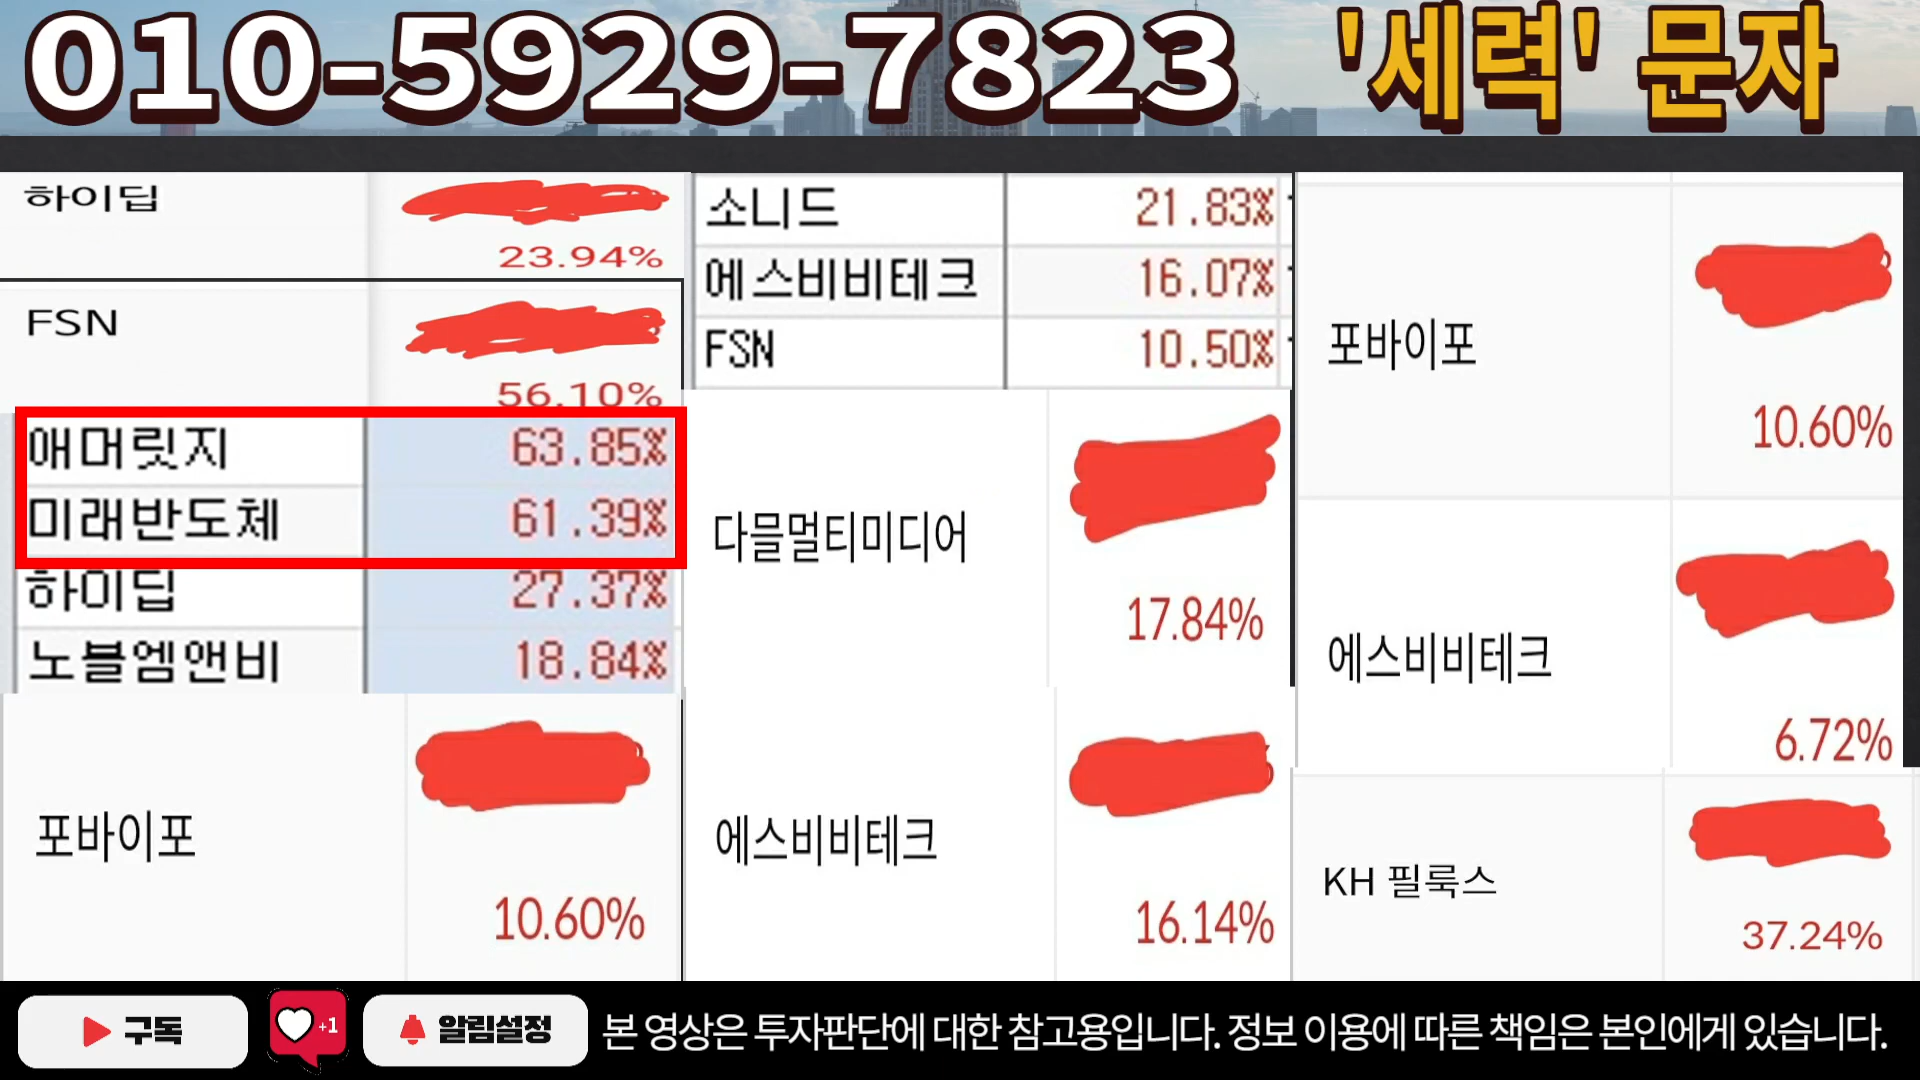 010-5929-7823 '세력' 문자
하이딥
23.94%
FSN
56.10%
애머릿지 63.85%
미래반도체 61.39%
하이딥 27.37%
노블엠앤비 18.84%
포바이포
10.60%
소니드 21.83%
에스비비테크 16.07%
FSN 10.50%
다믈멀티미디어
17.84%
에스비비테크
16.14%
포바이포
10.60%
에스비비테크
6.72%
KH 필룩스
37.24%
구독 +1 알림설정 본 영상은 투자판단에 대한 참고용입니다. 정보 이용에 따른 책임은 본인에게 있습니다.